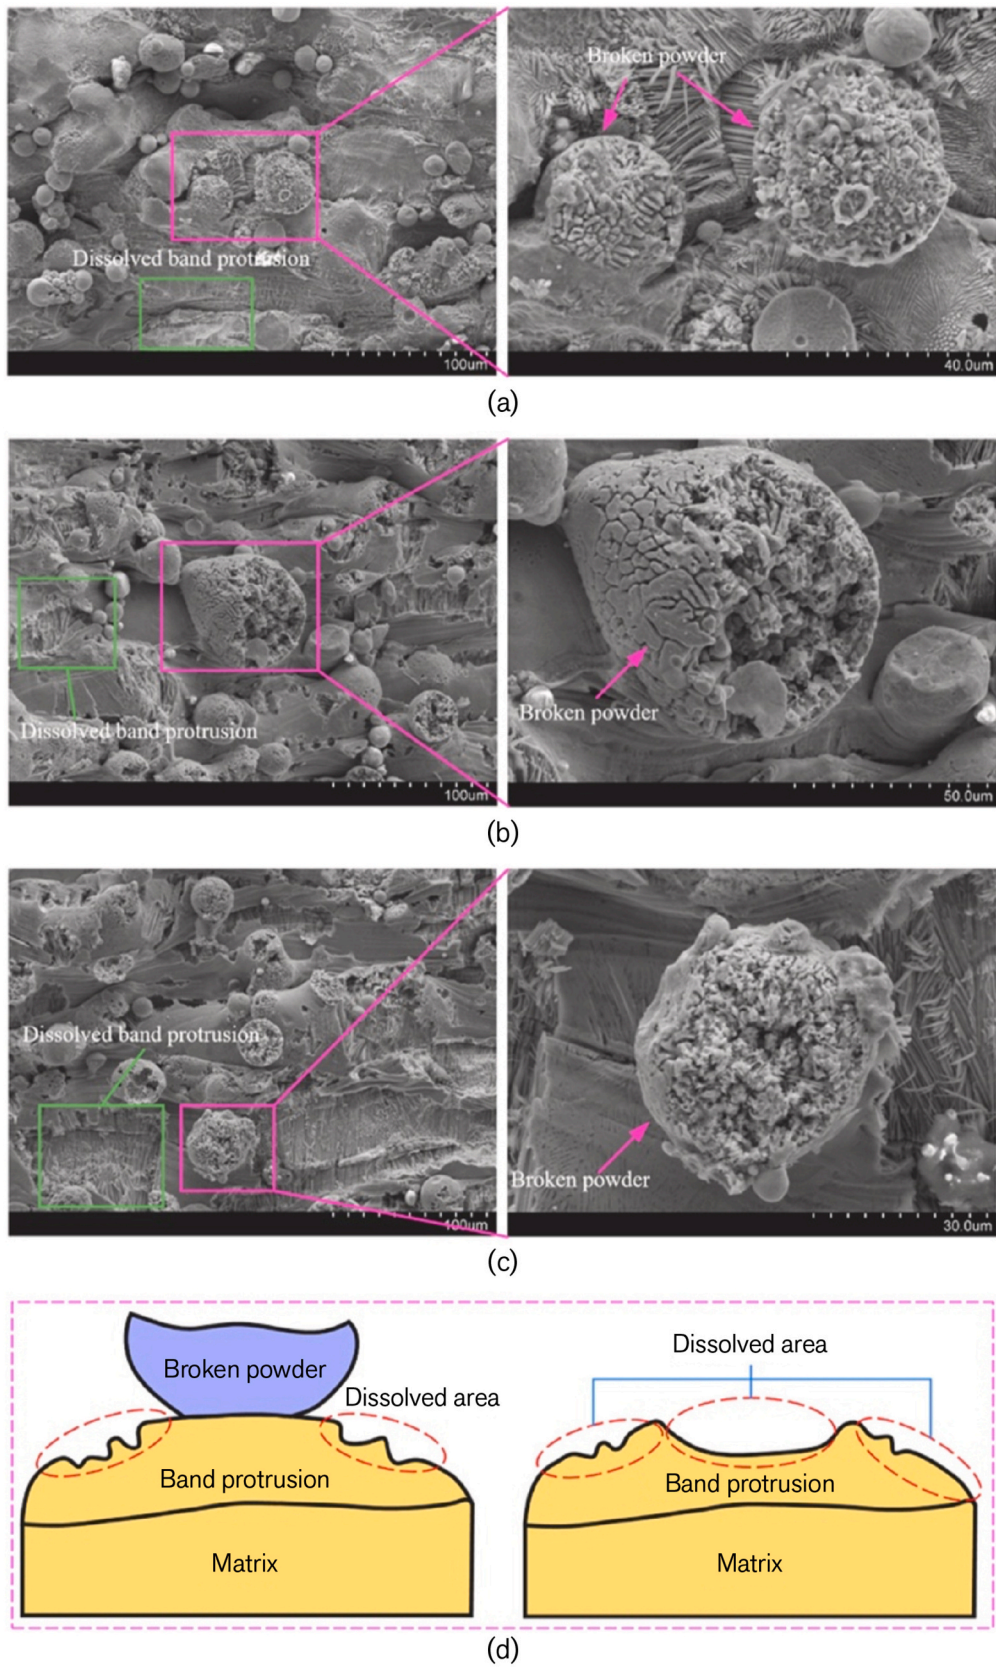 Broken powder
Dissolved band protrusion
100um
40.0um
(a)
Broken powder
Dissolved band protrusion
100um
50.0um
(b)
Dissolved band protrusion
Broken powder
100um
30.0um
(c)
Dissolved area
Broken powder
Dissolved area
Band protrusion
Band protrusion
Matrix
Matrix
(d)